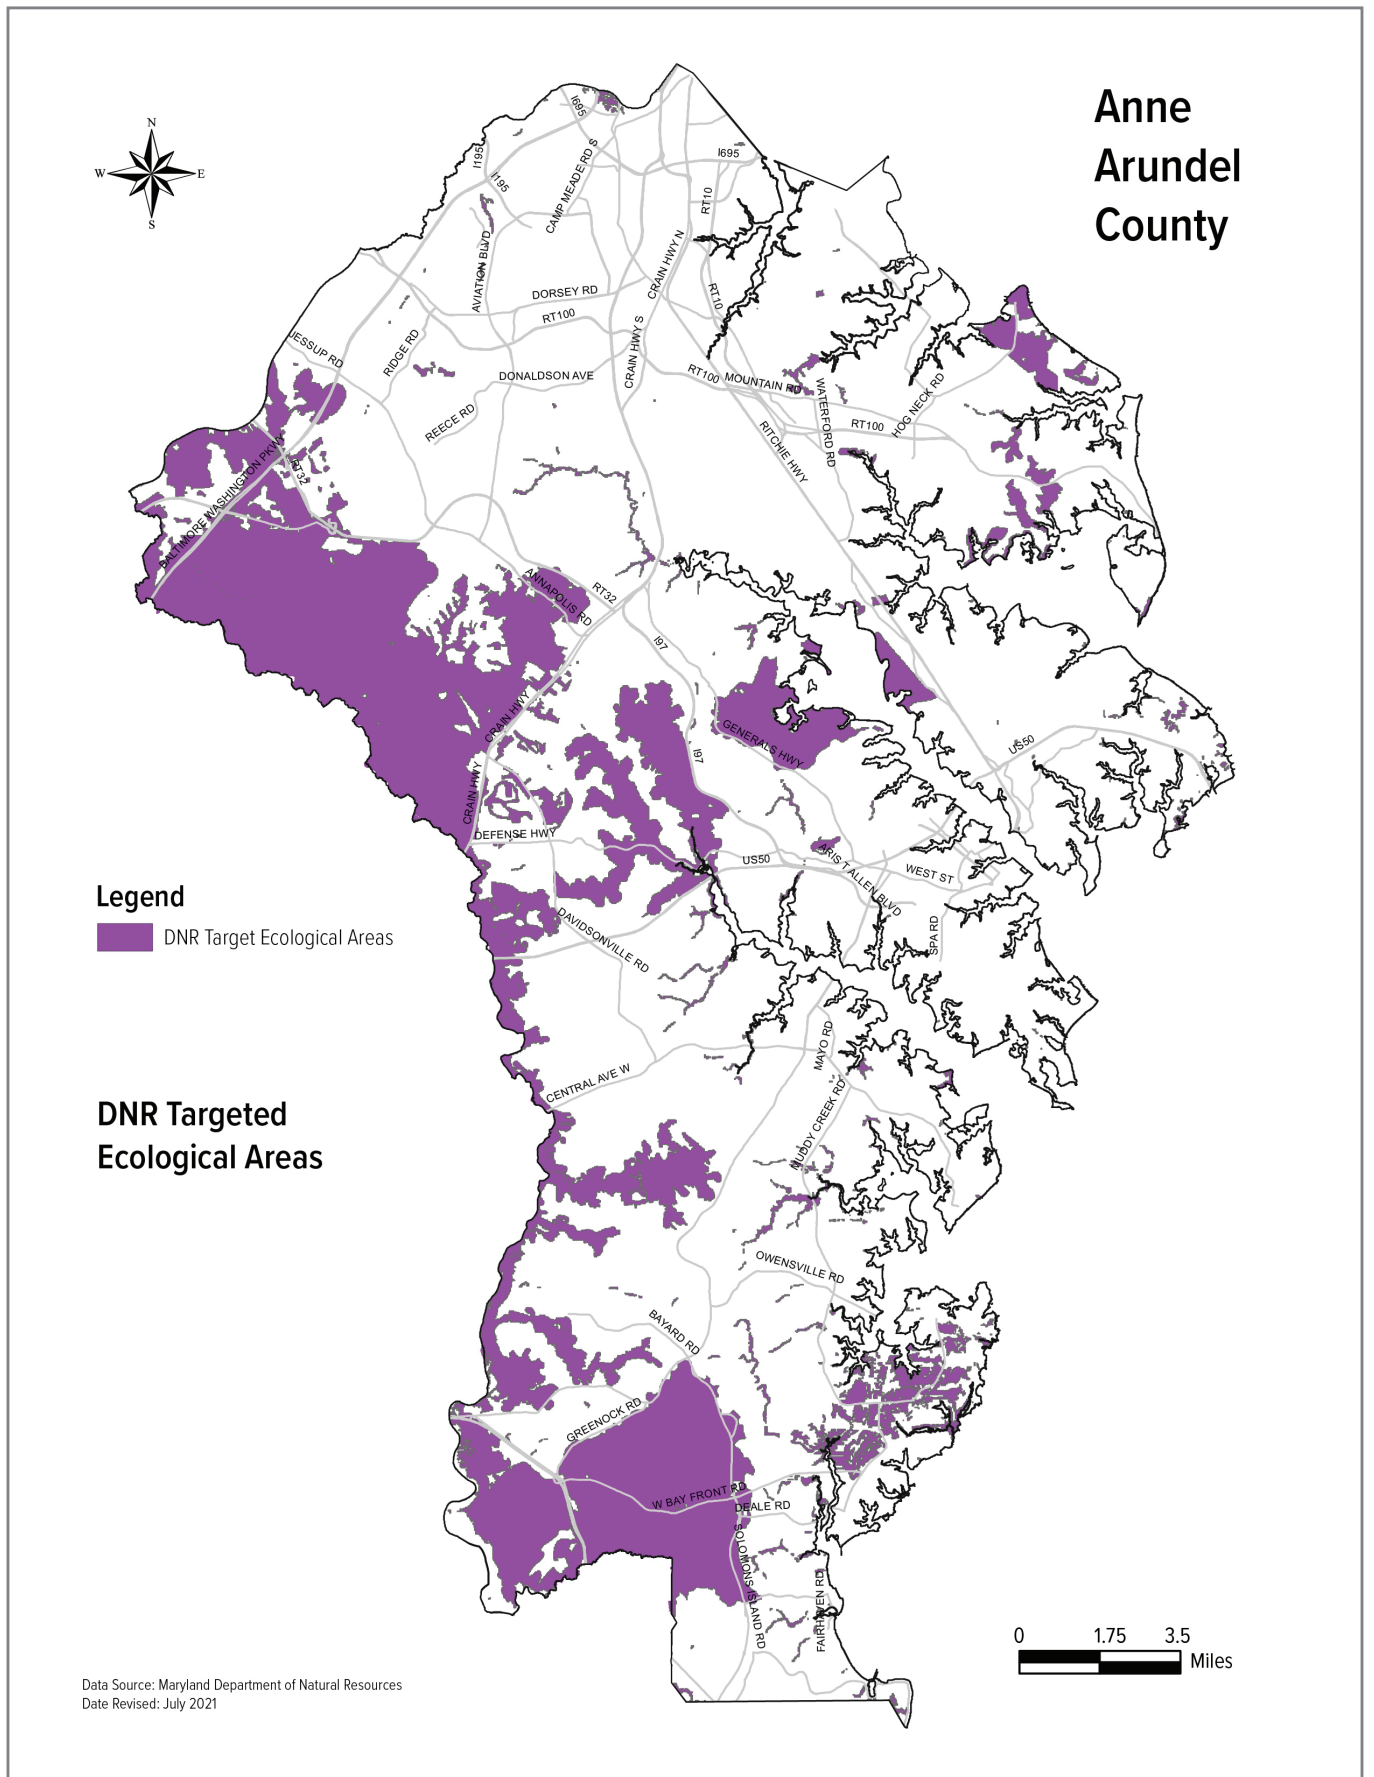 Anne
Arundel
County
N
W
E
S
I695
I695
I195
I195
CAMP MEADE RD S
RT10
AVIATION BLVD
CRAIN HWY N
DORSEY RD
RT10
RT100
JESSUP RD
RIDGE RD
CRAIN HWY S
DONALDSON AVE
RT100
MOUNTAIN RD
REECE RD
WATERFORD RD
HOG NECK RD
RT100
RITCHIE HWY
BALTIMORE WASHINGTON PKWY
RT32
ANNAPOLIS RD
RT32
I97
CRAIN HWY
GENERALS HWY
I97
US50
CRAIN HWY
DEFENSE HWY
US50
ARIS T ALLEN BLVD
WEST ST
Legend
DNR Target Ecological Areas
DAVIDSONVILLE RD
SPA RD
MAYO RD
CENTRAL AVE W
MUDDY CREEK RD
DNR Targeted
Ecological Areas
OWENSVILLE RD
BAYARD RD
GREENOCK RD
W BAY FRONT RD
DEALE RD
SOLOMONS ISLAND RD
FAIRHAVEN RD
0 1.75 3.5
Miles
Data Source: Maryland Department of Natural Resources
Date Revised: July 2021